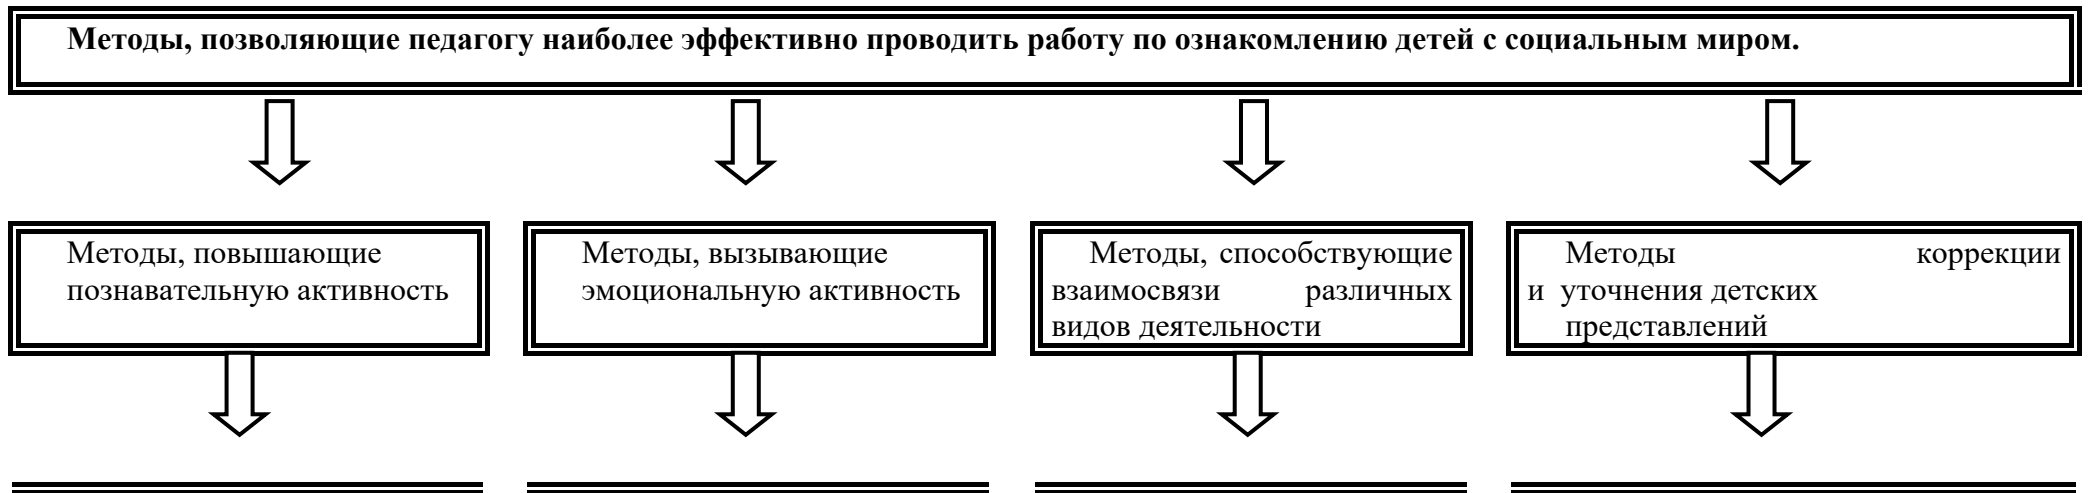 Методы, позволяющие педагогу наиболее эффективно проводить работу по ознакомлению детей с социальным миром.
Методы, повышающие
познавательную активность
Методы, вызывающие
эмоциональную активность
Методы, способствующие
взаимосвязи различных
видов деятельности
Методы коррекции
и уточнения детских
представлений